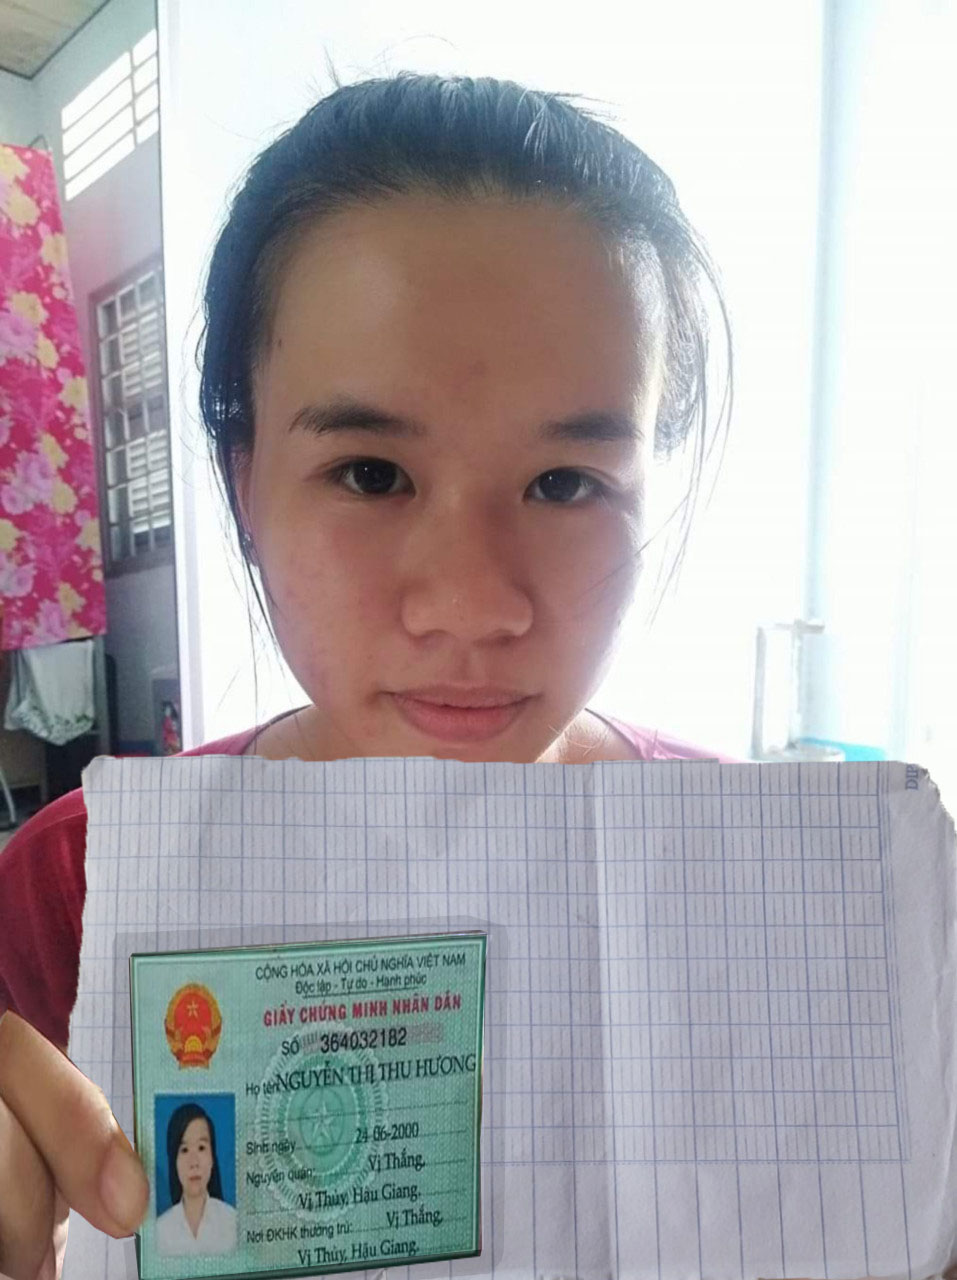 CỘNG HÒA XÃ HỘI CHỦ NGHĨA VIỆT NAM
Độc lập - Tự do - Hạnh phúc
GIẤY CHỨNG MINH NHÂN DÂN
SỐ 364032182
Họ tên NGUYỄN THỊ THU HƯƠNG
Sinh ngày 24-06-2000
Nguyên quán: Vị Thắng,
Vị Thủy, Hậu Giang.
Nơi ĐKHK thường trú: Vị Thắng,
Vị Thủy, Hậu Giang.